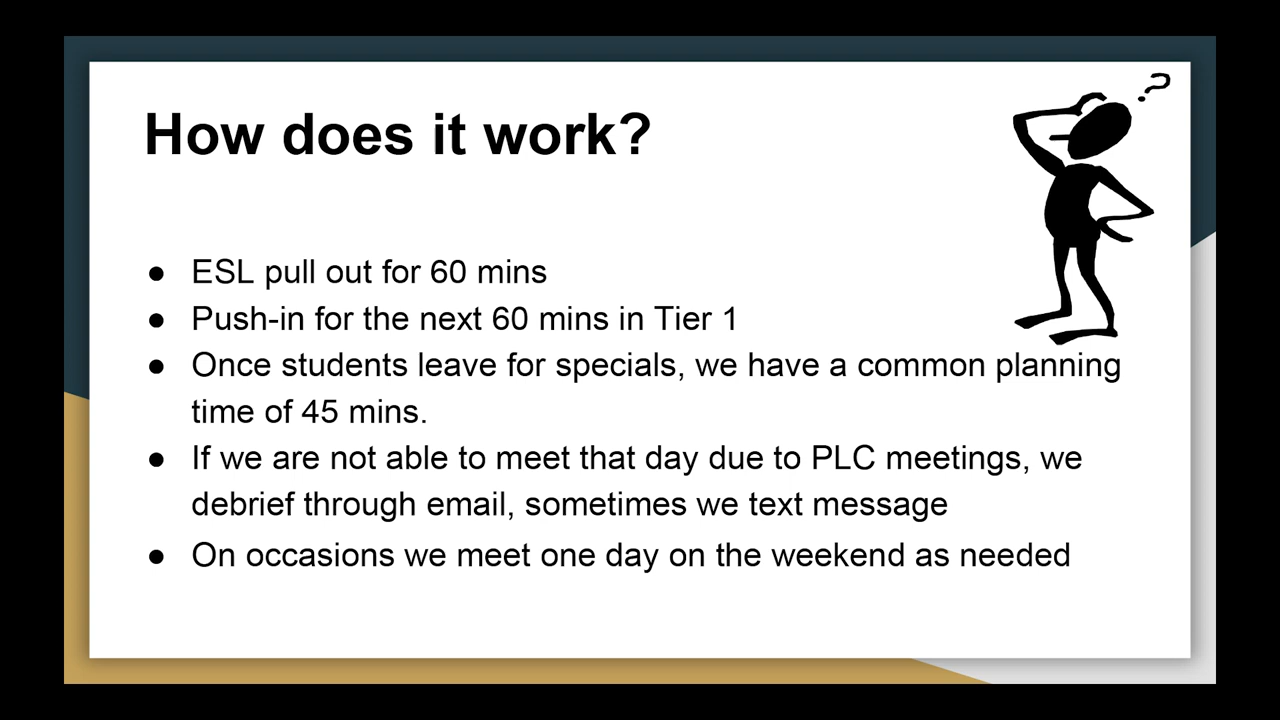 How does it work?
● ESL pull out for 60 mins
● Push-in for the next 60 mins in Tier 1
● Once students leave for specials, we have a common planning
time of 45 mins.
● If we are not able to meet that day due to PLC meetings, we
debrief through email, sometimes we text message
● On occasions we meet one day on the weekend as needed
?